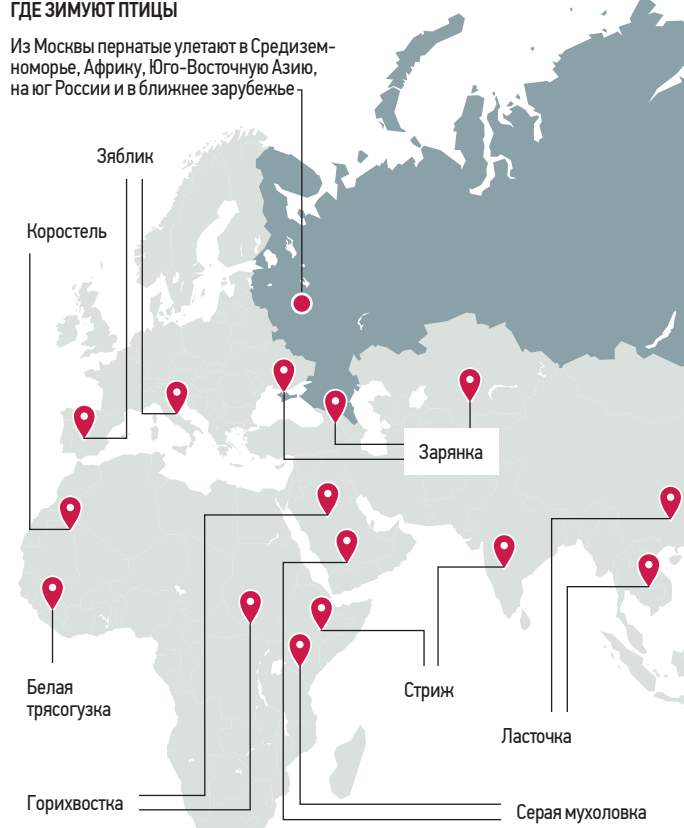 ГДЕ ЗИМУЮТ ПТИЦЫ
Из Москвы пернатые улетают в Средизем-
номорье, Африку, Юго-Восточную Азию,
на юг России и в ближнее зарубежье
Зяблик
Коростель
Зарянка
Белая
трясогузка
Стриж
Ласточка
Горихвостка
Серая мухоловка